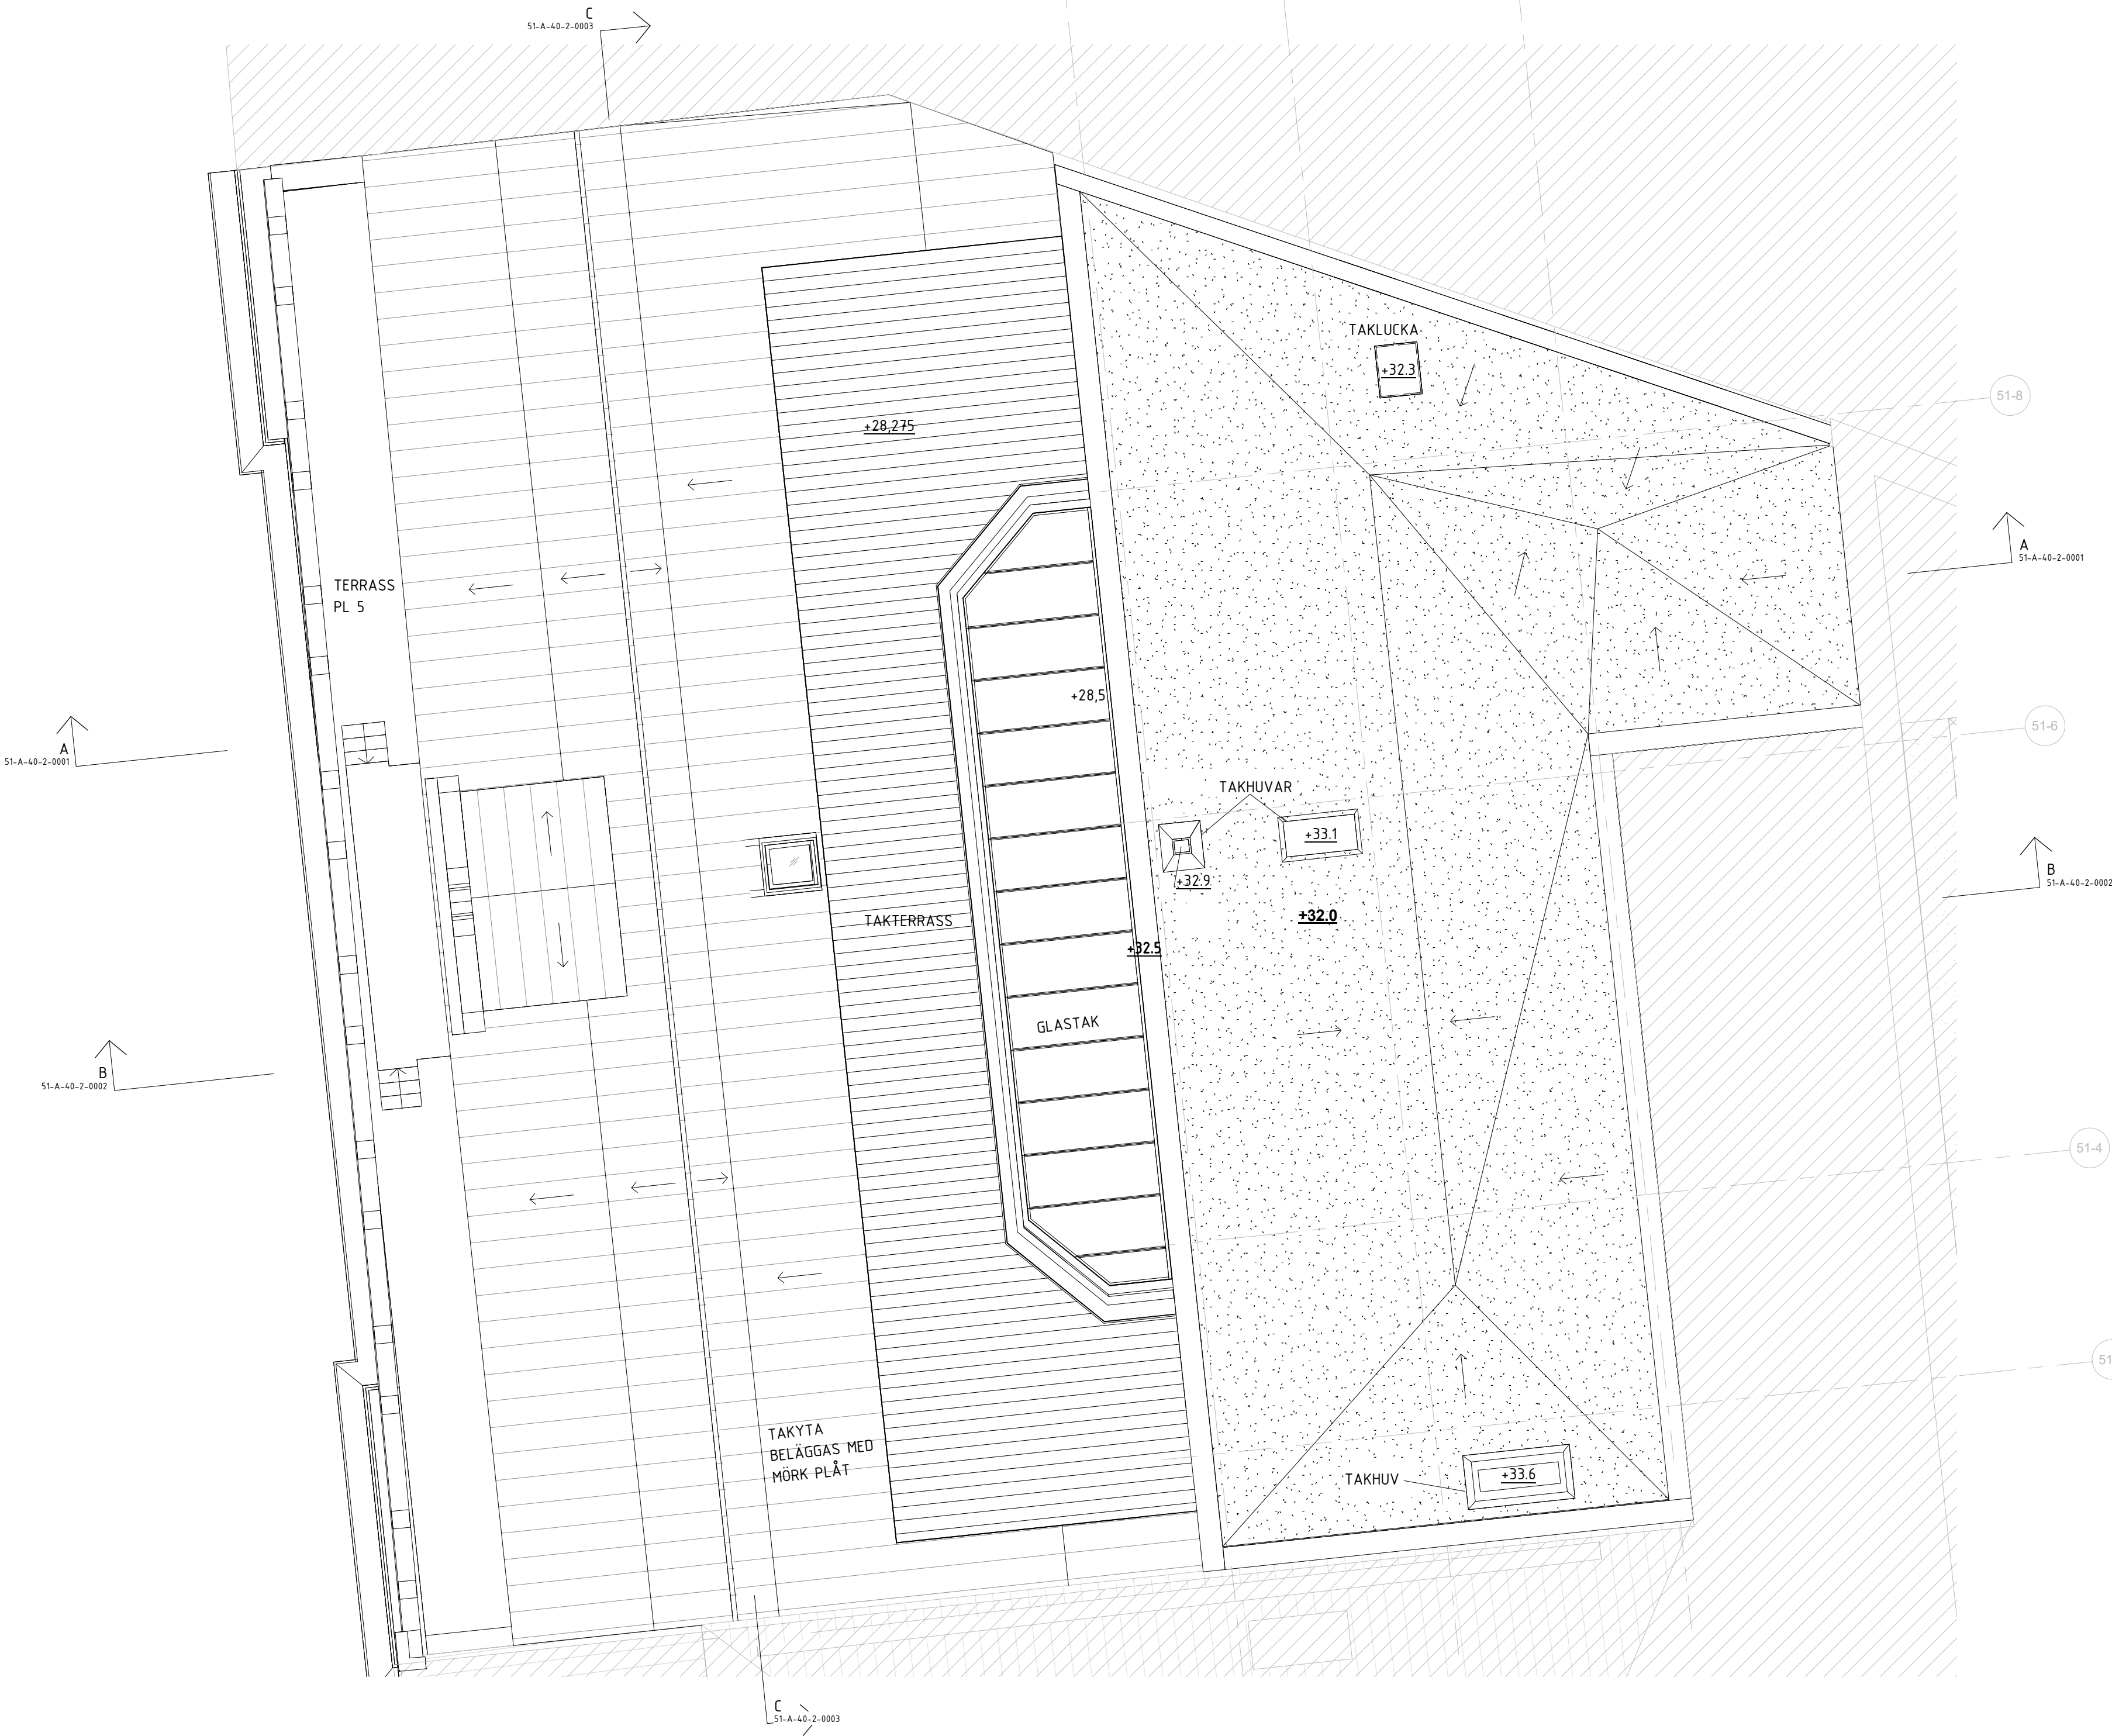 C
51-A-40-2-0003
TAKLUCKA
+32.3
51-8
+28,275
A
51-A-40-2-0001
TERRASS
PL 5
+28,5
51-6
A
51-A-40-2-0001
TAKHUVAR
+33.1
+32.9
B
51-A-40-2-0002
+32.0
TAKTERRASS
+32.5
GLASTAK
B
51-A-40-2-0002
51-4
51
TAKYTA
BELÄGGAS MED
MÖRK PLÅT
TAKHUV
+33.6
C
51-A-40-2-0003